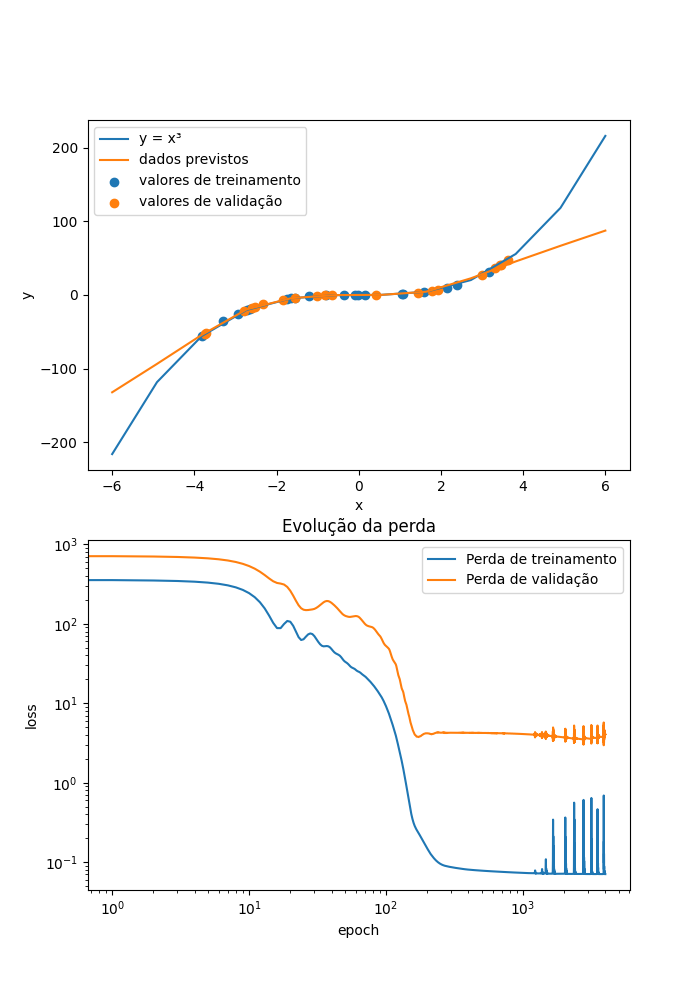 y = x³
dados previstos
valores de treinamento
valores de validação
200
100
0
−100
−200
y
−6 −4 −2 0 2 4 6
x
Evolução da perda
Perda de treinamento
Perda de validação
10³
10²
10¹
10⁰
10⁻¹
loss
10⁰ 10¹ 10² 10³
epoch